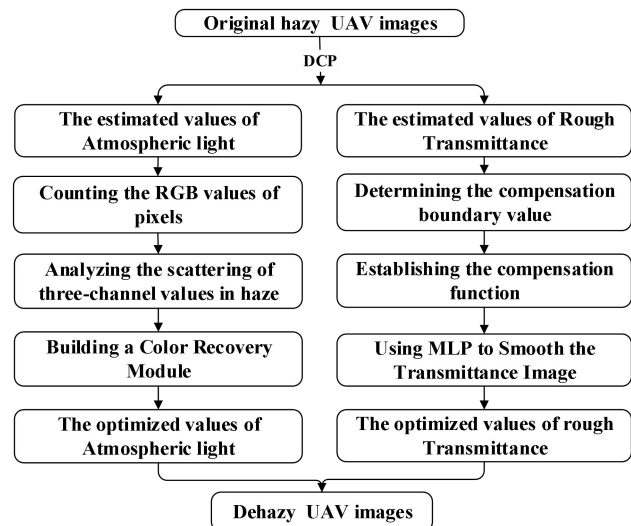 Original hazy UAV images
DCP
The estimated values of
Atmospheric light
Counting the RGB values of
pixels
Analyzing the scattering of
three-channel values in haze
Building a Color Recovery
Module
The optimized values of
Atmospheric light
The estimated values of Rough
Transmittance
Determining the compensation
boundary value
Establishing the compensation
function
Using MLP to Smooth the
Transmittance Image
The optimized values of rough
Transmittance
Dehazy UAV images